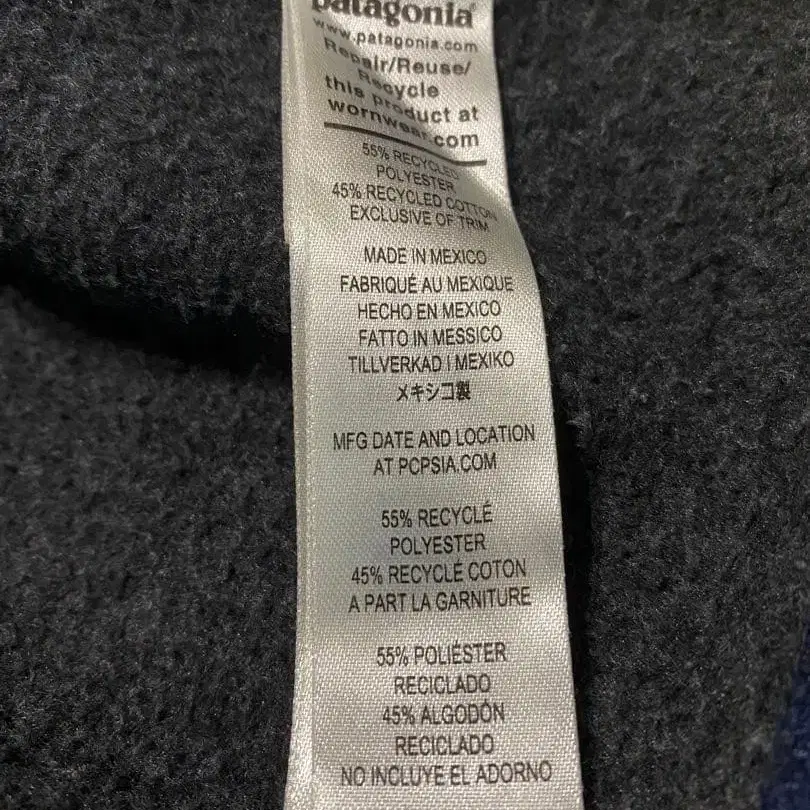 patagonia®
www.patagonia.com
Repair/Reuse/
Recycle
this product at
wornwear.com
55% RECYCLED
POLYESTER
45% RECYCLED COTTON
EXCLUSIVE OF TRIM
MADE IN MEXICO
FABRIQUÉ AU MEXIQUE
HECHO EN MEXICO
FATTO IN MESSICO
TILLVERKAD I MEXIKO
メキシコ製
MFG DATE AND LOCATION
AT PCPSIA.COM
55% RECYCLÉ
POLYESTER
45% RECYCLÉ COTON
A PART LA GARNITURE
55% POLIÉSTER
RECICLADO
45% ALGODÓN
RECICLADO
NO INCLUYE EL ADORNO